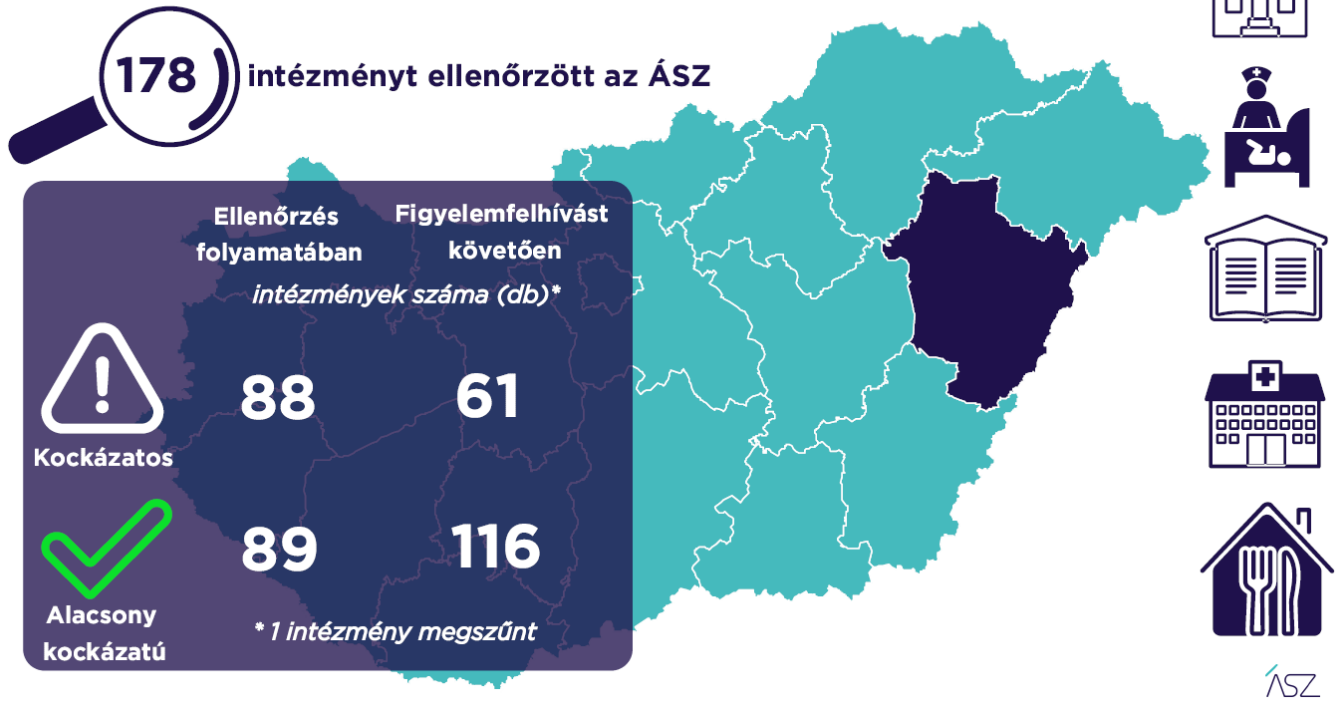 178
intézményt ellenőrzött az ÁSZ
Ellenőrzés
folyamatában
Figyelemfelhívást
követően
intézmények száma (db)*
88
61
Kockázatos
89
116
Alacsony
kockázatú
* 1 intézmény megszűnt
ÁSZ